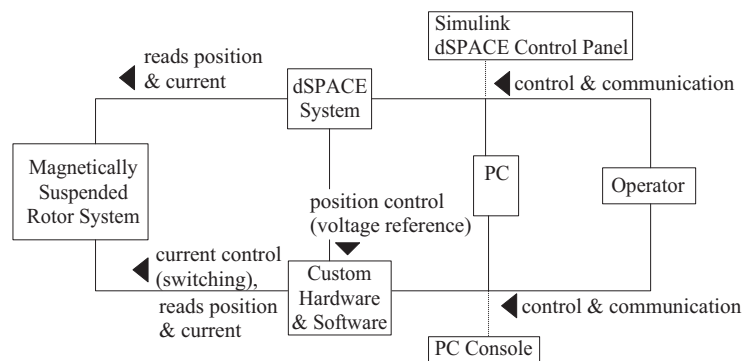 Simulink
dSPACE Control Panel
reads position
& current
dSPACE
System
control & communication
Magnetically
Suspended
Rotor System
PC
Operator
position control
(voltage reference)
current control
(switching),
reads position
& current
Custom
Hardware
& Software
control & communication
PC Console